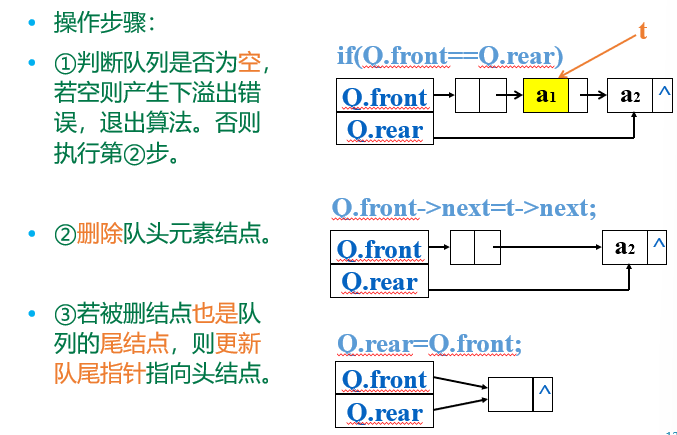 操作步骤：
①判断队列是否为空，
若空则产生下溢出错
误，退出算法。否则
执行第②步。
②删除队头元素结点。
③若被删结点也是队
列的尾结点，则更新
队尾指针指向头结点。
t
if(Q.front==Q.rear)
Q.front
a1
a2
^
Q.rear
Q.front->next=t->next;
Q.front
a2
^
Q.rear
Q.rear=Q.front;
Q.front
^
Q.rear